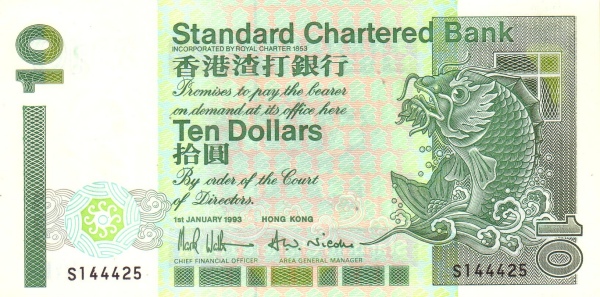 10
Standard Chartered Bank
INCORPORATED BY ROYAL CHARTER 1853
香港渣打銀行
Promises to pay the bearer
on demand at its office here
Ten Dollars
拾圓
By order of the Court
of Directors.
1st JANUARY 1993 HONG KONG
CHIEF FINANCIAL OFFICER AREA GENERAL MANAGER
S144425 S144425
10